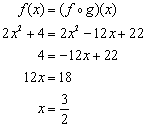 f(x) = (f ∘ g)(x)
2x² + 4 = 2x² − 12x + 22
4 = −12x + 22
12x = 18
x = 3/2